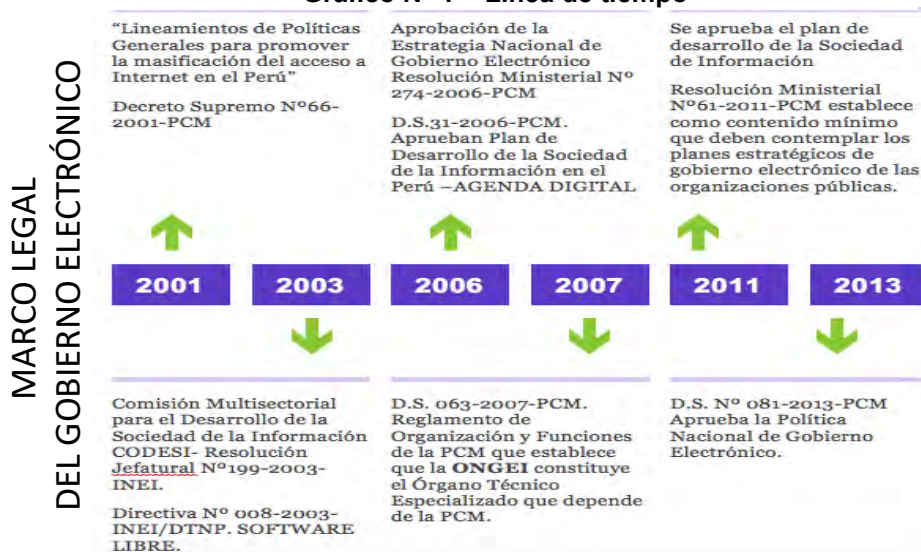 "Lineamientos de Políticas
Generales para promover
la masificación del acceso a
Internet en el Perú"
Decreto Supremo Nº66-
2001-PCM
Aprobación de la
Estrategia Nacional de
Gobierno Electrónico
Resolución Ministerial Nº
274-2006-PCM
D.S.31-2006-PCM.
Aprueban Plan de
Desarrollo de la Sociedad
de la Información en el
Perú –AGENDA DIGITAL
Se aprueba el plan de
desarrollo de la Sociedad
de Información
Resolución Ministerial
Nº61-2011-PCM establece
como contenido mínimo
que deben contemplar los
planes estratégicos de
gobierno electrónico de las
organizaciones públicas.
MARCO LEGAL
DEL GOBIERNO ELECTRÓNICO
2001
2003
2006
2007
2011
2013
Comisión Multisectorial
para el Desarrollo de la
Sociedad de la Información
CODESI- Resolución
Jefatural Nº199-2003-
INEI.
Directiva Nº 008-2003-
INEI/DTNP. SOFTWARE
LIBRE.
D.S. 063-2007-PCM.
Reglamento de
Organización y Funciones
de la PCM que establece
que la ONGEI constituye
el Órgano Técnico
Especializado que depende
de la PCM.
D.S. Nº 081-2013-PCM
Aprueba la Política
Nacional de Gobierno
Electrónico.